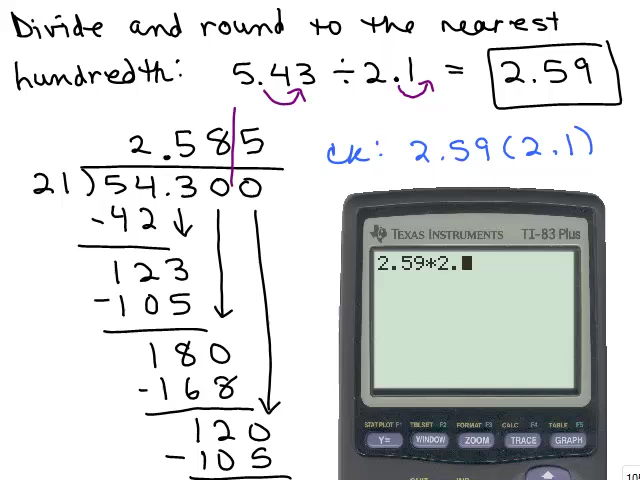 Divide and round to the nearest
hundredth: 5.43 ÷ 2.1 = 2.59
2.585
21)54.300
-42
123
-105
180
-168
120
-105
ck: 2.59(2.1)
TEXAS INSTRUMENTS TI-83 Plus
2.59*2.
STAT PLOT F1 TBLSET F2 FORMAT F3 CALC F4 TABLE F5
Y= WINDOW ZOOM TRACE GRAPH